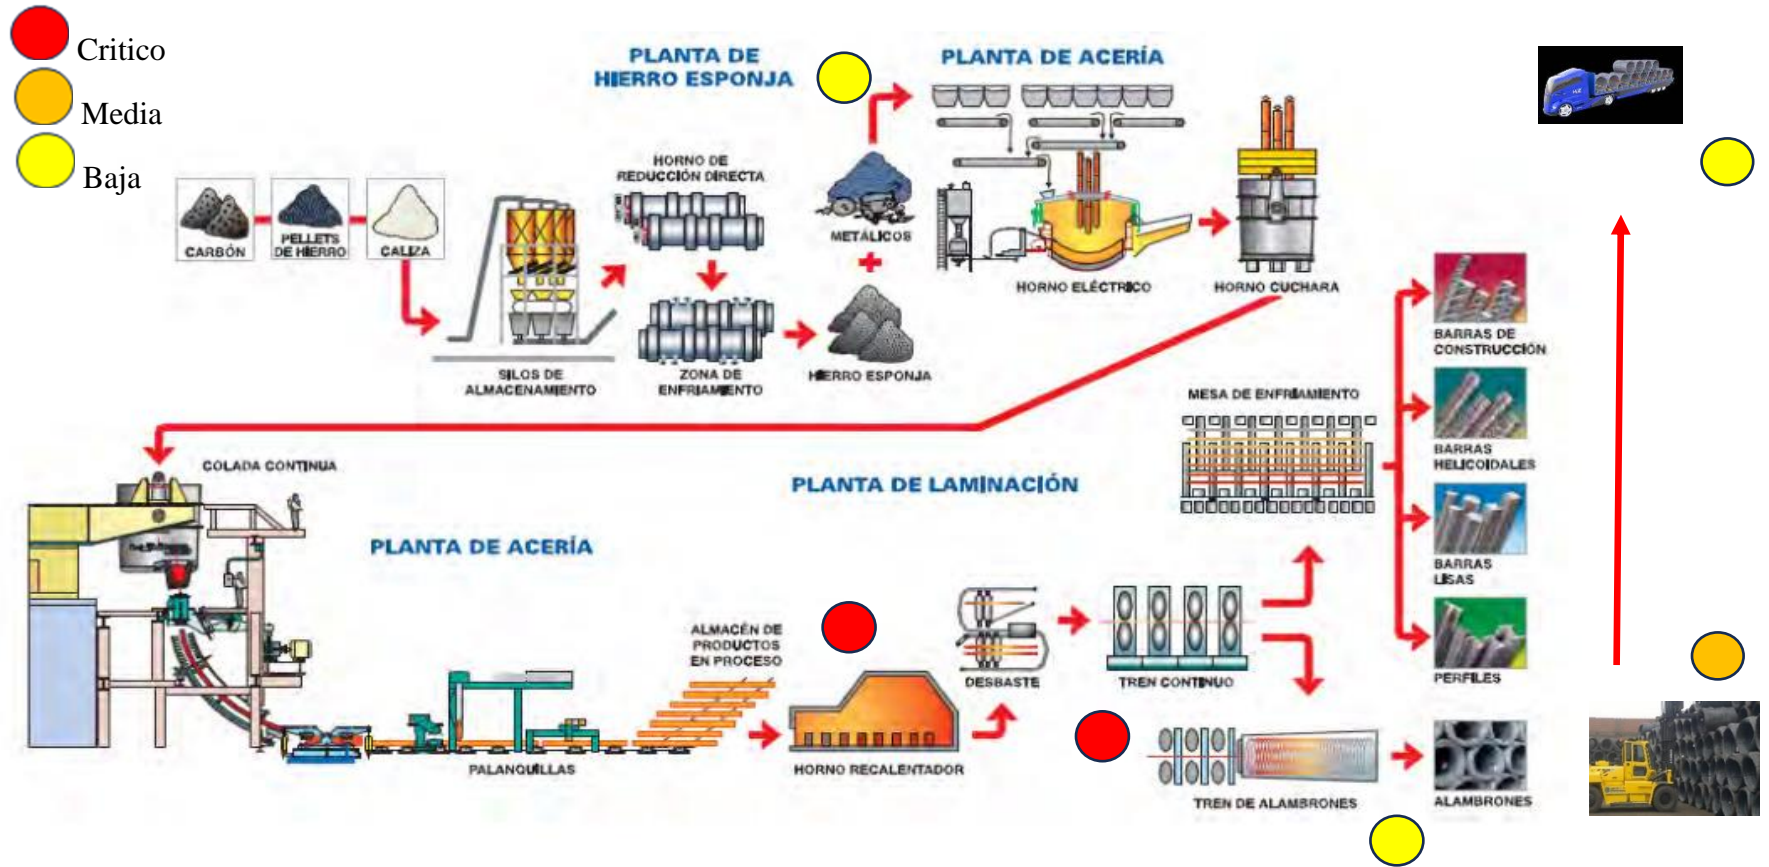 Critico
Media
Baja
PLANTA DE
HIERRO ESPONJA
PLANTA DE ACERÍA
CARBÓN
PELLETS
DE HIERRO
CALIZA
SILOS DE
ALMACENAMIENTO
HORNO DE
REDUCCIÓN DIRECTA
ZONA DE
ENFRIAMIENTO
METÁLICOS
HIERRO ESPONJA
HORNO ELÉCTRICO
HORNO CUCHARA
COLADA CONTINUA
PLANTA DE ACERÍA
PALANQUILLAS
ALMACÉN DE
PRODUCTOS
EN PROCESO
PLANTA DE LAMINACIÓN
HORNO RECALENTADOR
DESBASTE
TREN CONTINUO
MESA DE ENFRIAMIENTO
TREN DE ALAMBRONES
BARRAS DE
CONSTRUCCIÓN
BARRAS
HELICOIDALES
BARRAS
LISAS
PERFILES
ALAMBRONES